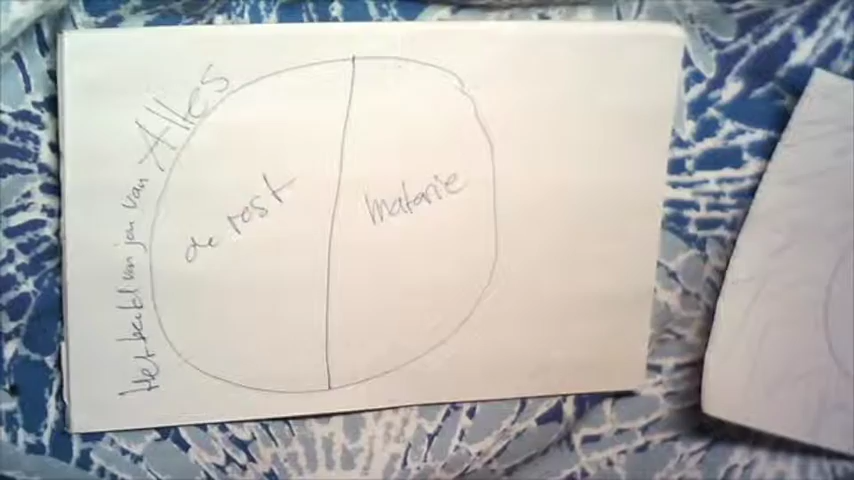 Het beeld van jou van Alles
de rest
materie